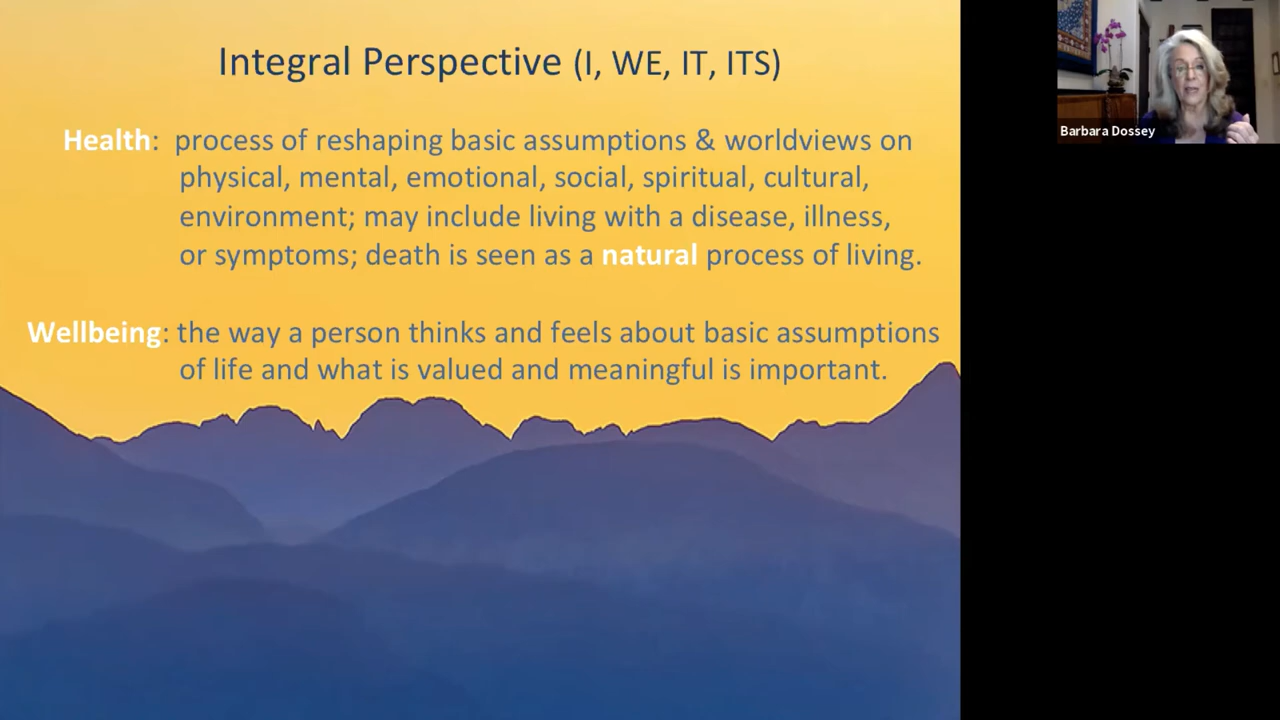 Integral Perspective (I, WE, IT, ITS)
Health: process of reshaping basic assumptions & worldviews on
physical, mental, emotional, social, spiritual, cultural,
environment; may include living with a disease, illness,
or symptoms; death is seen as a natural process of living.
Wellbeing: the way a person thinks and feels about basic assumptions
of life and what is valued and meaningful is important.
Barbara Dossey